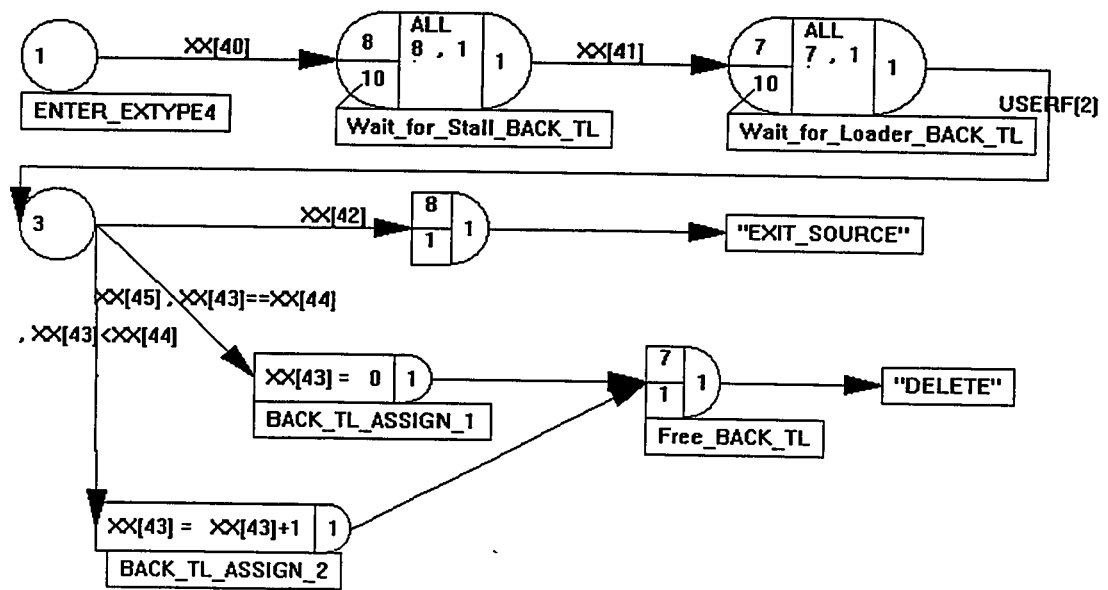 1
ENTER_EXTYPE4
XX[40]
8
10
ALL
8 , 1
1
Wait_for_Stall_BACK_TL
XX[41]
7
10
ALL
7 , 1
1
Wait_for_Loader_BACK_TL
USERF[2]
3
XX[42]
8
1
1
"EXIT_SOURCE"
XX[45] , XX[43]==XX[44]
, XX[43]<XX[44]
XX[43] = 0
1
BACK_TL_ASSIGN_1
7
1
1
Free_BACK_TL
"DELETE"
XX[43] = XX[43]+1
1
BACK_TL_ASSIGN_2